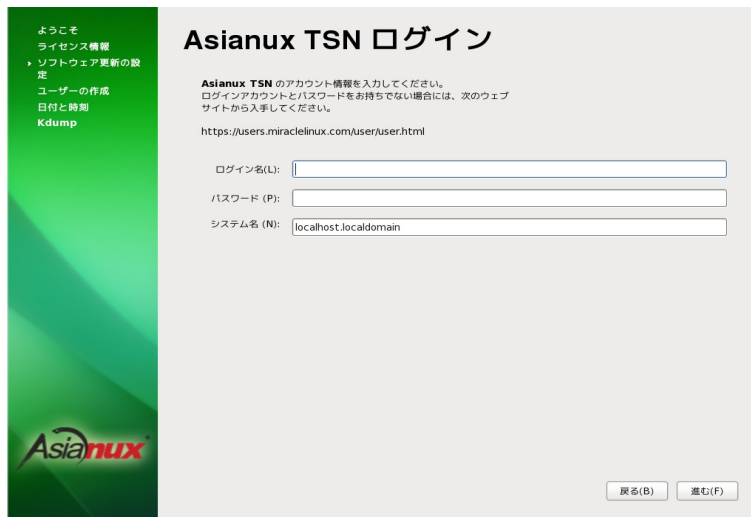 ようこそ
ライセンス情報
ソフトウェア更新の設
定
ユーザーの作成
日付と時刻
Kdump
Asianux TSN ログイン
Asianux TSN のアカウント情報を入力してください。
ログインアカウントとパスワードをお持ちでない場合には、次のウェブ
サイトから入手してください。
https://users.miraclelinux.com/user/user.html
ログイン名(L):
パスワード (P):
システム名 (N): localhost.localdomain
Asianux
戻る(B) 進む(F)